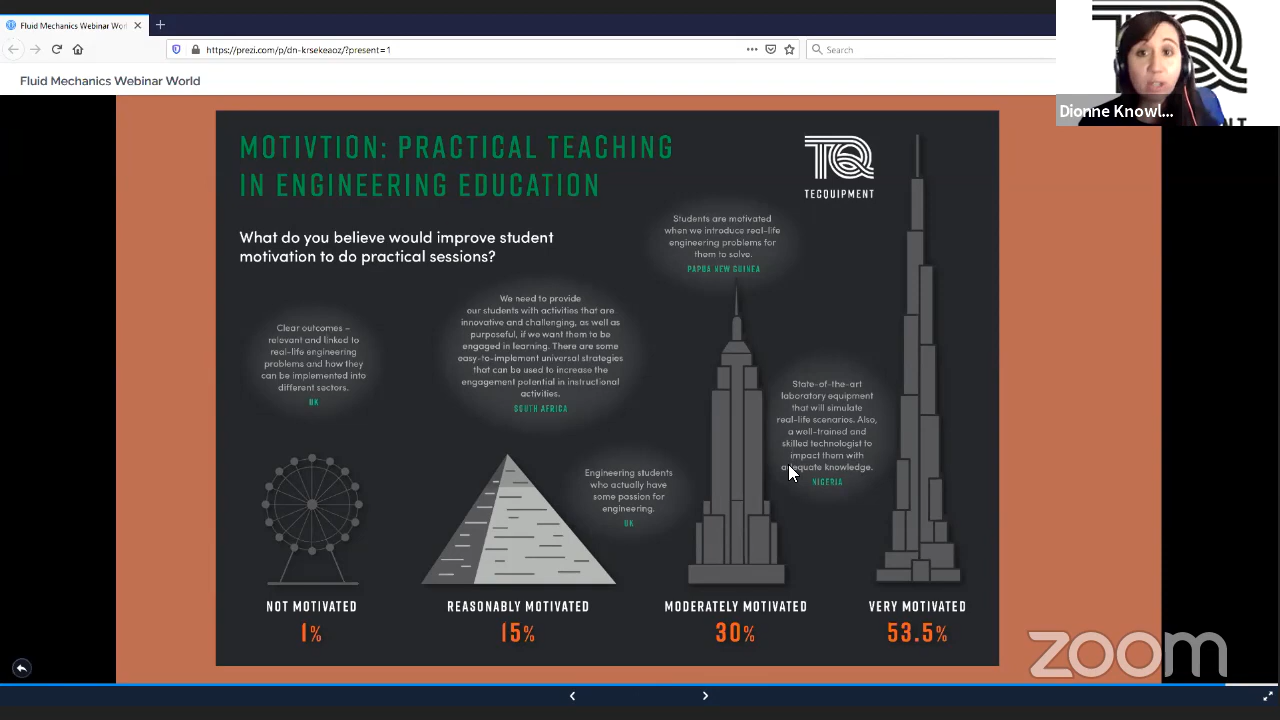 Fluid Mechanics Webinar Worl
https://prezi.com/p/dn-krsekeaoz/?present=1
Search
Fluid Mechanics Webinar World
TQ
Dionne Knowl...
MOTIVTION: PRACTICAL TEACHING
IN ENGINEERING EDUCATION
TQ
TECQUIPMENT
What do you believe would improve student
motivation to do practical sessions?
Students are motivated
when we introduce real-life
engineering problems for
them to solve.
PAPUA NEW GUINEA
Clear outcomes –
relevant and linked to
real-life engineering
problems and how they
can be implemented into
different sectors.
UK
We need to provide
our students with activities that are
innovative and challenging, as well as
purposeful, if we want them to be
engaged in learning. There are some
easy-to-implement universal strategies
that can be used to increase the
engagement potential in instructional
activities.
SOUTH AFRICA
State-of-the-art
laboratory equipment
that will simulate
real-life scenarios. Also,
a well-trained and
skilled technologist to
impact them with
adequate knowledge.
NIGERIA
Engineering students
who actually have
some passion for
engineering.
UK
NOT MOTIVATED
1%
REASONABLY MOTIVATED
15%
MODERATELY MOTIVATED
30%
VERY MOTIVATED
53.5%
zoom